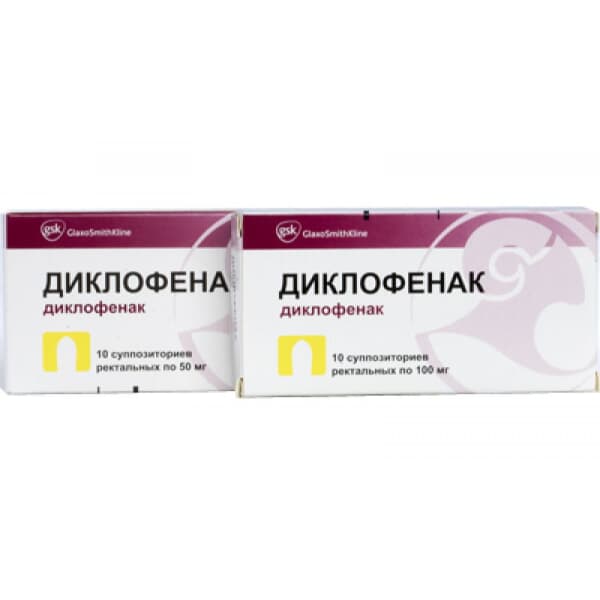 gsk GlaxoSmithKline
ДИКЛОФЕНА
диклофенак
10 суппозиториев
ректальных по 50 мг
gsk GlaxoSmithKline
ДИКЛОФЕНАК
диклофенак
10 суппозиториев
ректальных по 100 мг